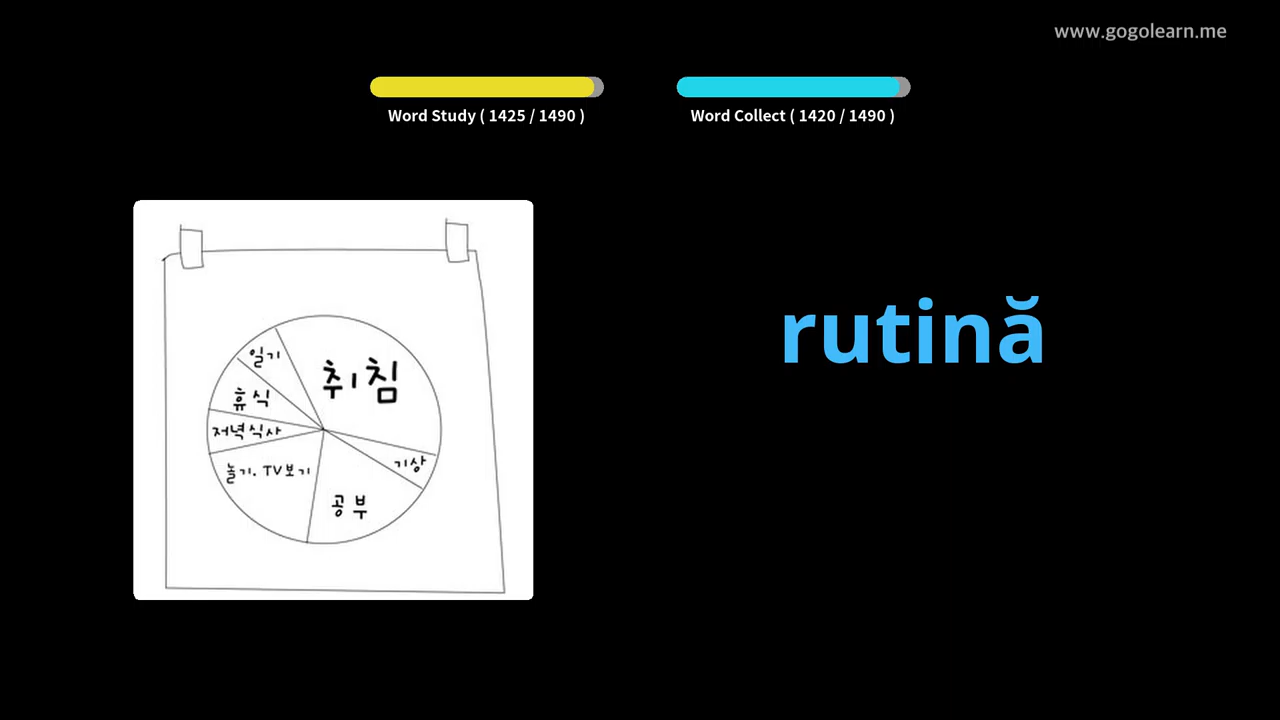 www.gogolearn.me
Word Study ( 1425 / 1490 )
Word Collect ( 1420 / 1490 )
일기
취침
휴식
저녁식사
놀기. TV보기
기상
공부
rutină